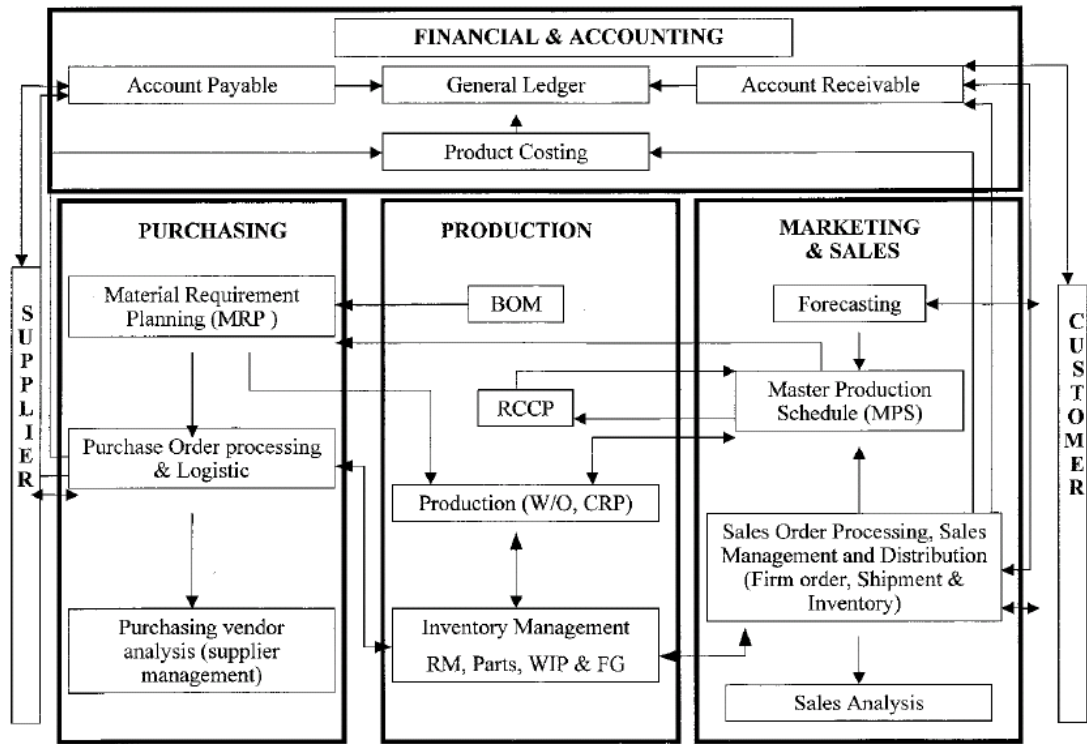 FINANCIAL & ACCOUNTING
Account Payable
General Ledger
Account Receivable
Product Costing
SUPPLIER
PURCHASING
Material Requirement
Planning (MRP )
Purchase Order processing
& Logistic
Purchasing vendor
analysis (supplier
management)
PRODUCTION
BOM
RCCP
Production (W/O, CRP)
Inventory Management
RM, Parts, WIP & FG
MARKETING
& SALES
Forecasting
Master Production
Schedule (MPS)
Sales Order Processing, Sales
Management and Distribution
(Firm order, Shipment &
Inventory)
Sales Analysis
CUSTOMER